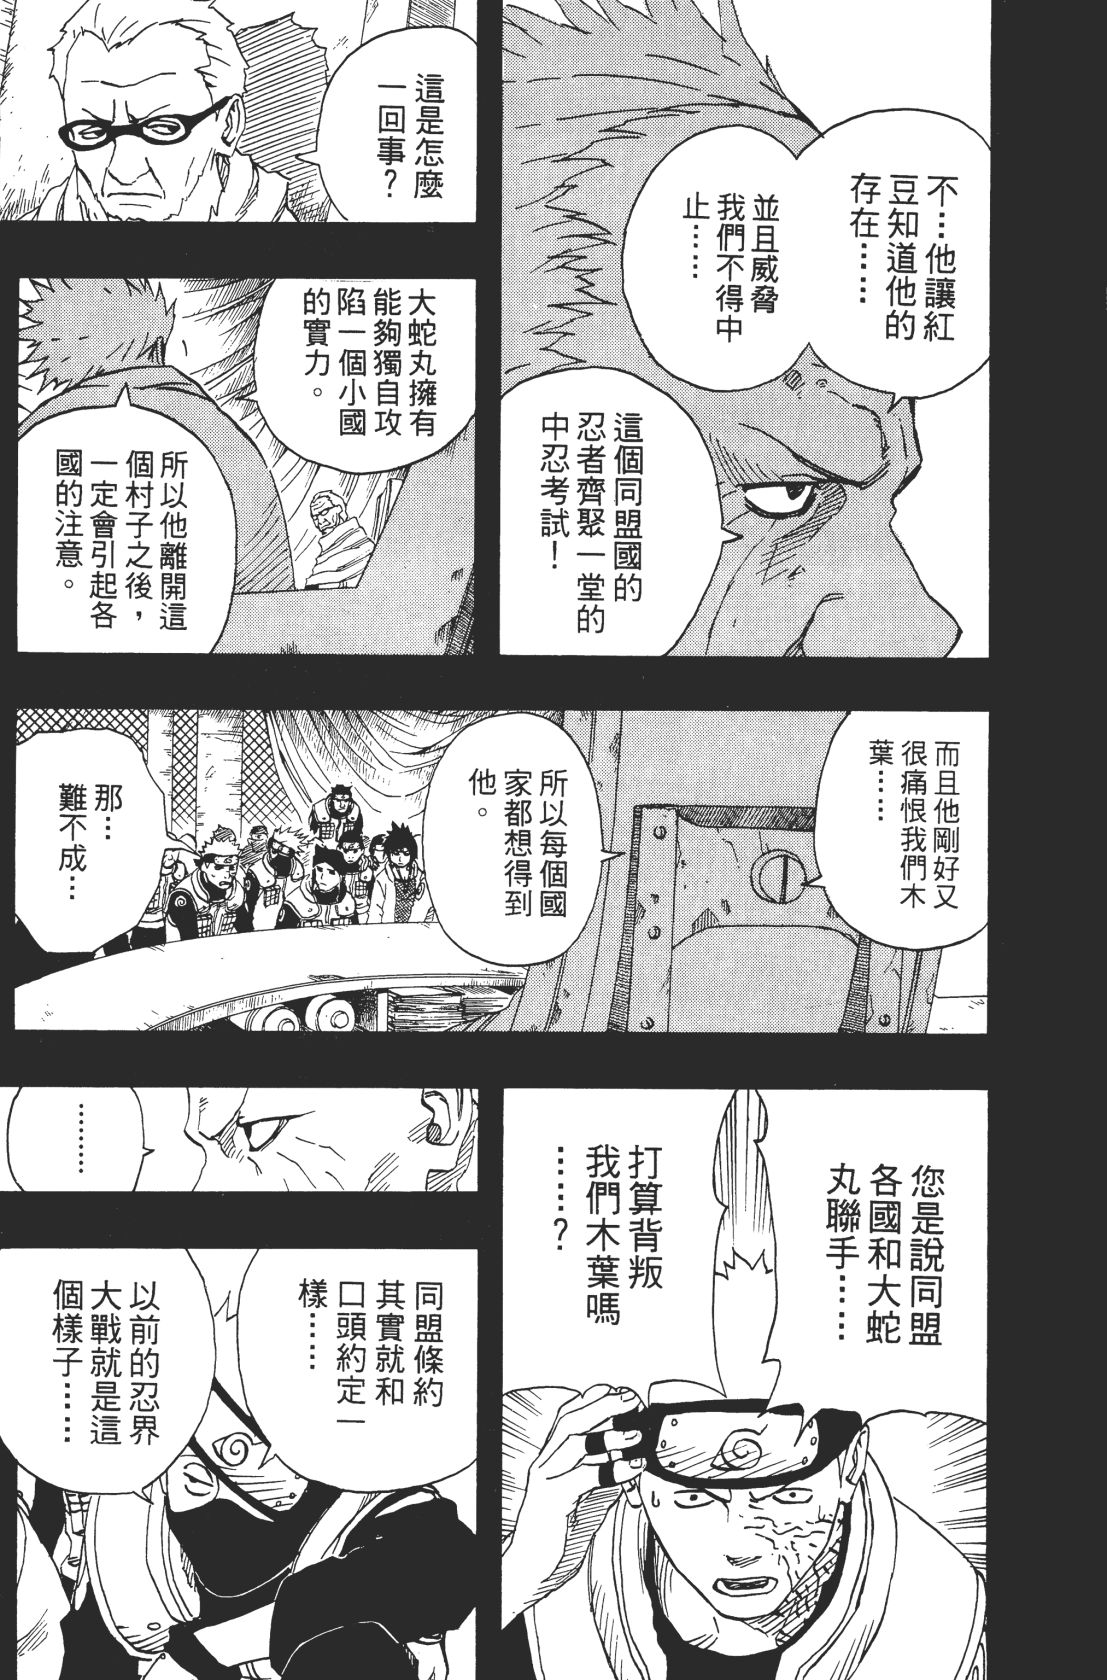 不…他讓紅
豆知道他的
存在……
並且威脅
我們不得中
止……
這個同盟國的
忍者齊聚一堂的
中忍考試！
這是怎麼
一回事？
大蛇丸擁有
能夠獨自攻
陷一個小國
的實力。
所以他離開這
個村子之後，
一定會引起各
國的注意。
而且他剛好又
很痛恨我們木
葉……
所以每個國
家都想得到
他。
那…
難不成…
您是說同盟
各國和大蛇
丸聯手……
打算背叛
我們木葉嗎
……？
………
同盟條約
其實就和
口頭約定一
樣……
以前的忍界
大戰就是這
個樣子……